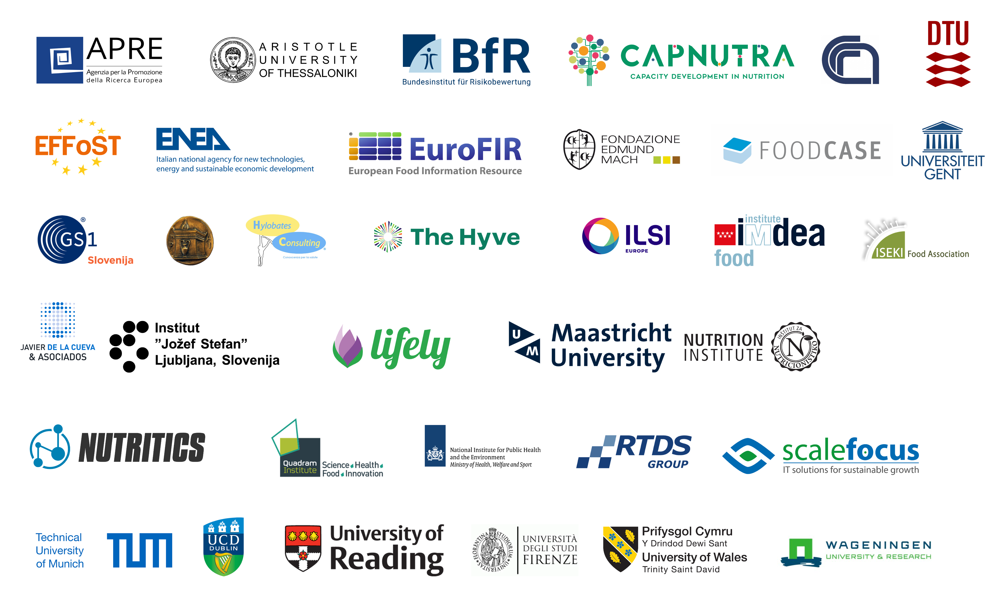 APRE
Agenzia per la Promozione
della Ricerca Europea
ARISTOTLE
UNIVERSITY
OF THESSALONIKI
BfR
Bundesinstitut für Risikobewertung
CAPNUTRA
CAPACITY DEVELOPMENT IN NUTRITION
DTU
EFFoST
ENEA
Italian national agency for new technologies,
energy and sustainable economic development
®
EuroFIR
European Food Information Resource
FONDAZIONE
EDMUND
MACH
FOODCASE
UNIVERSITEIT
GENT
GS1
®
Slovenija
Hylobates
Consulting
®
Conoscenza per la salute
The Hyve
ILSI
EUROPE
institute
iMdea
food
ISEKI Food Association
JAVIER DE LA CUEVA
& ASOCIADOS
Institut
”Jožef Stefan”
Ljubljana, Slovenija
lifely
UM
Maastricht
University
NUTRITION
INSTITUTE
INŠTITUT ZA
N
NUTRICIONISTIKO
NUTRITICS
Quadram
Institute
Science Health
Food Innovation
National Institute for Public Health
and the Environment
Ministry of Health, Welfare and Sport
RTDS
GROUP
scalefocus
IT solutions for sustainable growth
Technical
University
of Munich
TUM
UCD
DUBLIN
University of
Reading
FLORENTINA STUDIORUM UNIVERSITAS
UNIVERSITÀ
DEGLI STUDI
FIRENZE
Prifysgol Cymru
Y Drindod Dewi Sant
University of Wales
Trinity Saint David
WAGENINGEN
UNIVERSITY & RESEARCH